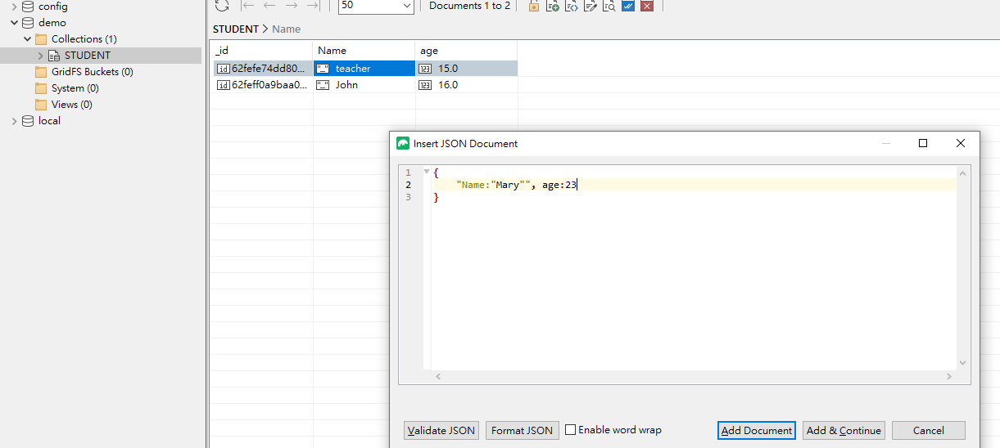 config
demo
Collections (1)
STUDENT
GridFS Buckets (0)
System (0)
Views (0)
local
50
Documents 1 to 2
STUDENT > Name
_id Name age
62fefe74dd80... teacher 15.0
62feff0a9baa0... John 16.0
Insert JSON Document
1 {
2 "Name:"Mary"", age:23
3 }
Validate JSON Format JSON Enable word wrap Add Document Add & Continue Cancel